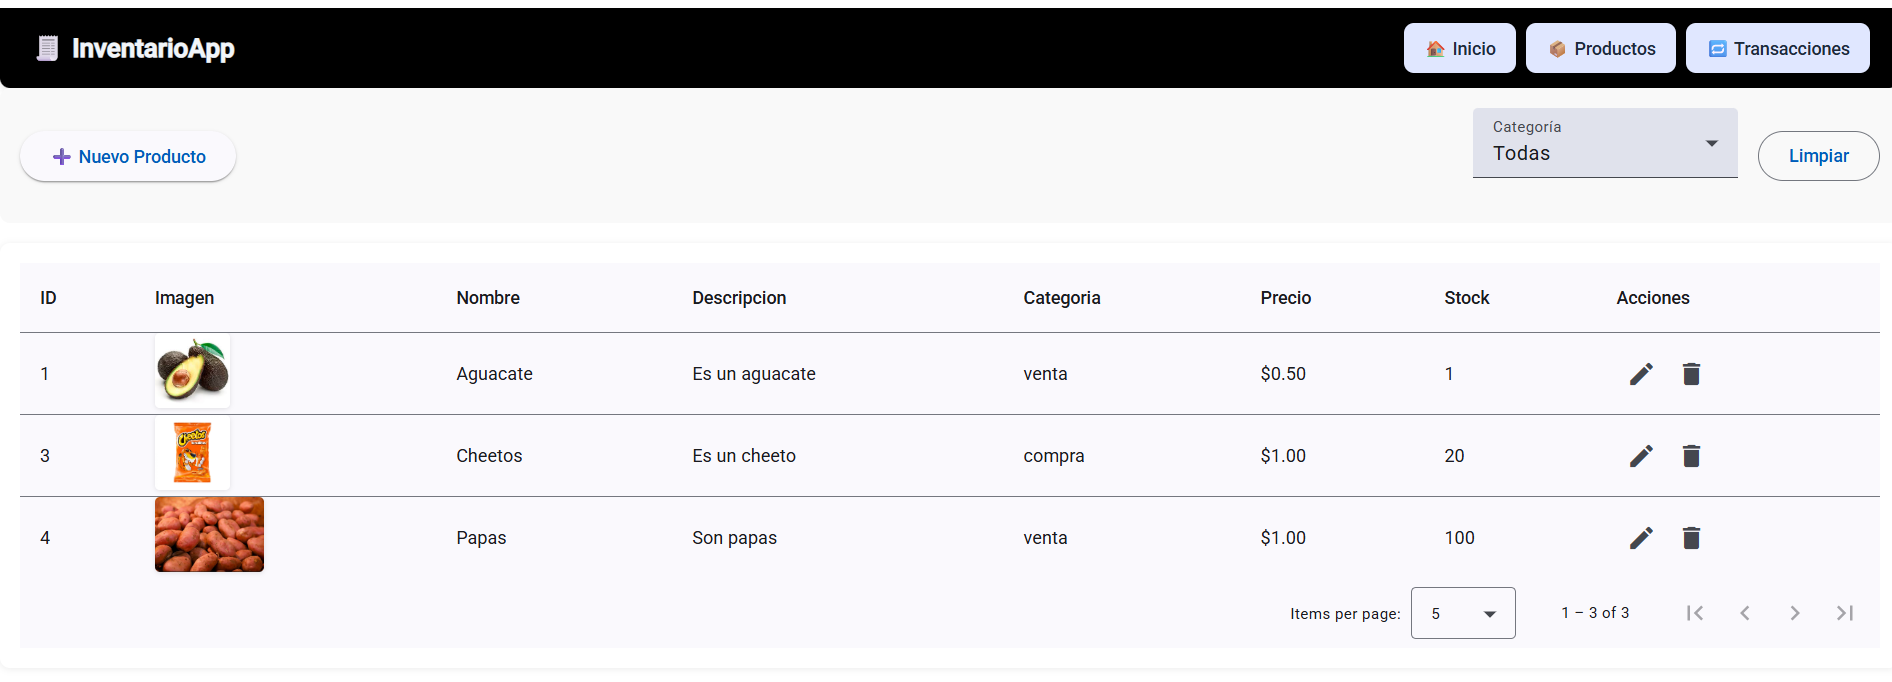 InventarioApp
Inicio
Productos
Transacciones
Nuevo Producto
Categoría
Todas
Limpiar
ID Imagen Nombre Descripcion Categoria Precio Stock Acciones
1 Aguacate Es un aguacate venta $0.50 1
Cheetos
3 Cheetos Es un cheeto compra $1.00 20
4 Papas Son papas venta $1.00 100
Items per page: 5 1 – 3 of 3